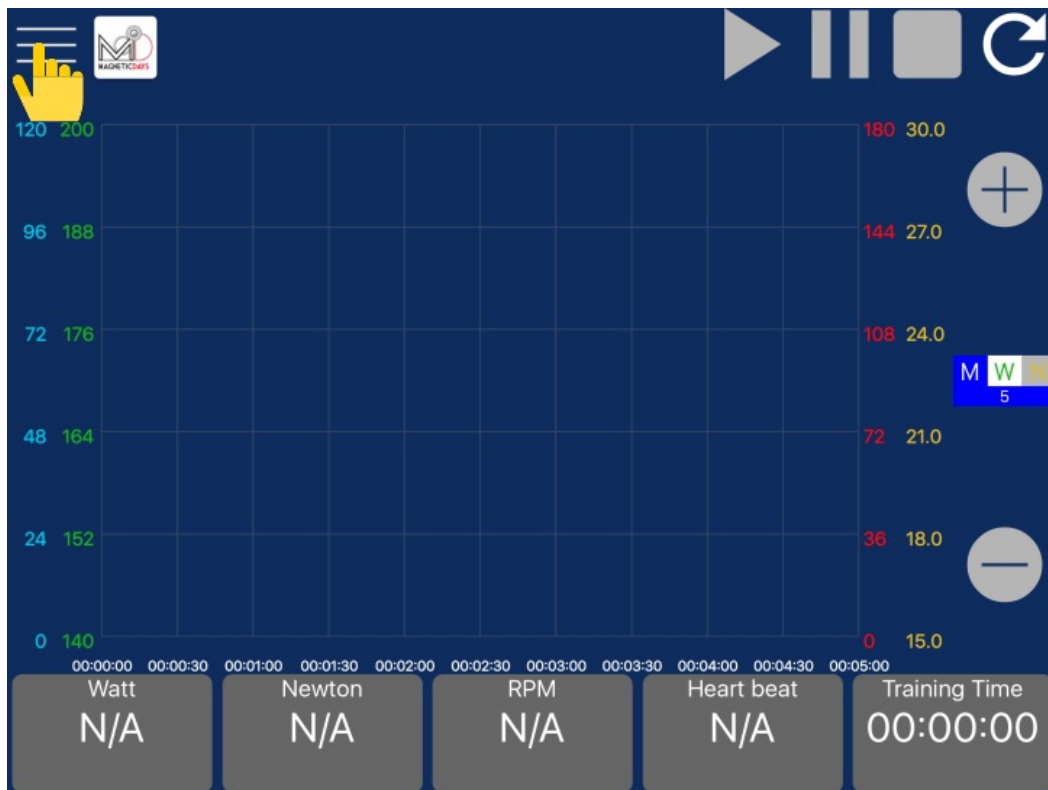 MAGNETICDAYS
120 200 180 30.0
96 188 144 27.0
72 176 108 24.0
M W N
5
48 164 72 21.0
24 152 36 18.0
0 140 0 15.0
00:00:00 00:00:30 00:01:00 00:01:30 00:02:00 00:02:30 00:03:00 00:03:30 00:04:00 00:04:30 00:05:00
Watt Newton RPM Heart beat Training Time
N/A N/A N/A N/A 00:00:00